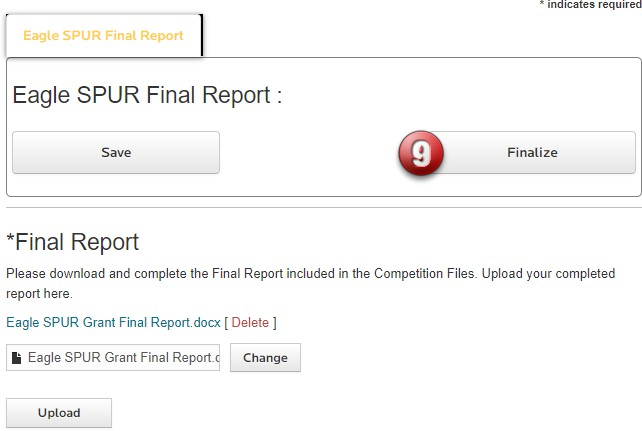 * indicates required
Eagle SPUR Final Report
Eagle SPUR Final Report :
Save
9
Finalize
*Final Report
Please download and complete the Final Report included in the Competition Files. Upload your completed
report here.
Eagle SPUR Grant Final Report.docx [ Delete ]
Eagle SPUR Grant Final Report.c
Change
Upload